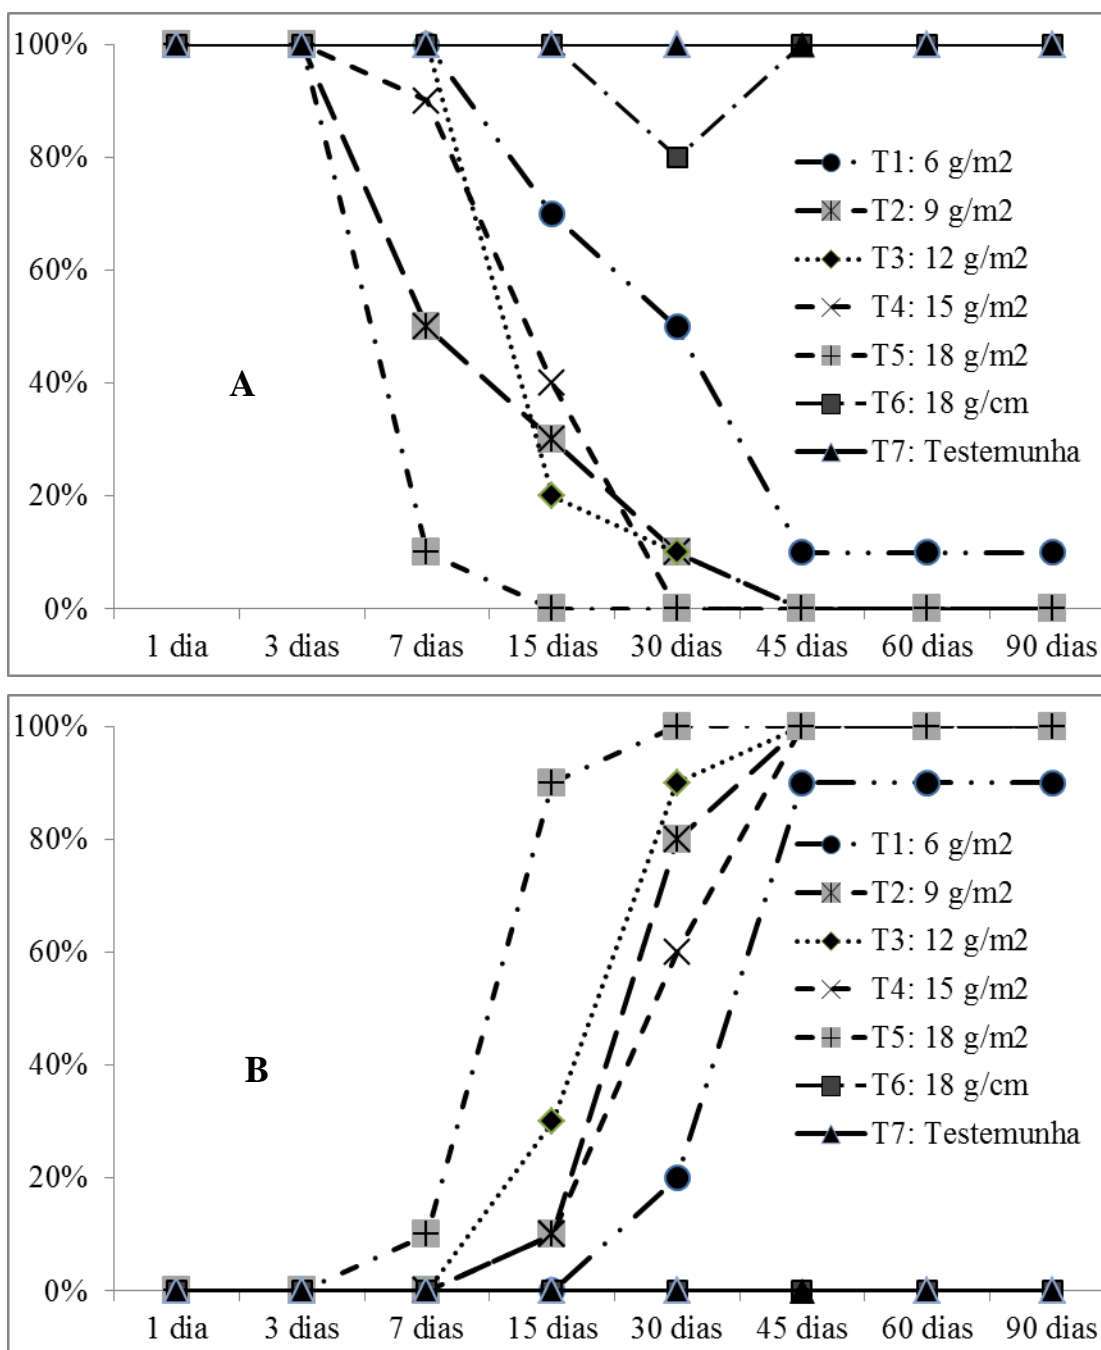 100%
80%
60%
40%
20%
0%
A
T1: 6 g/m2
T2: 9 g/m2
T3: 12 g/m2
T4: 15 g/m2
T5: 18 g/m2
T6: 18 g/cm
T7: Testemunha
1 dia 3 dias 7 dias 15 dias 30 dias 45 dias 60 dias 90 dias
100%
80%
60%
40%
20%
0%
B
T1: 6 g/m2
T2: 9 g/m2
T3: 12 g/m2
T4: 15 g/m2
T5: 18 g/m2
T6: 18 g/cm
T7: Testemunha
1 dia 3 dias 7 dias 15 dias 30 dias 45 dias 60 dias 90 dias